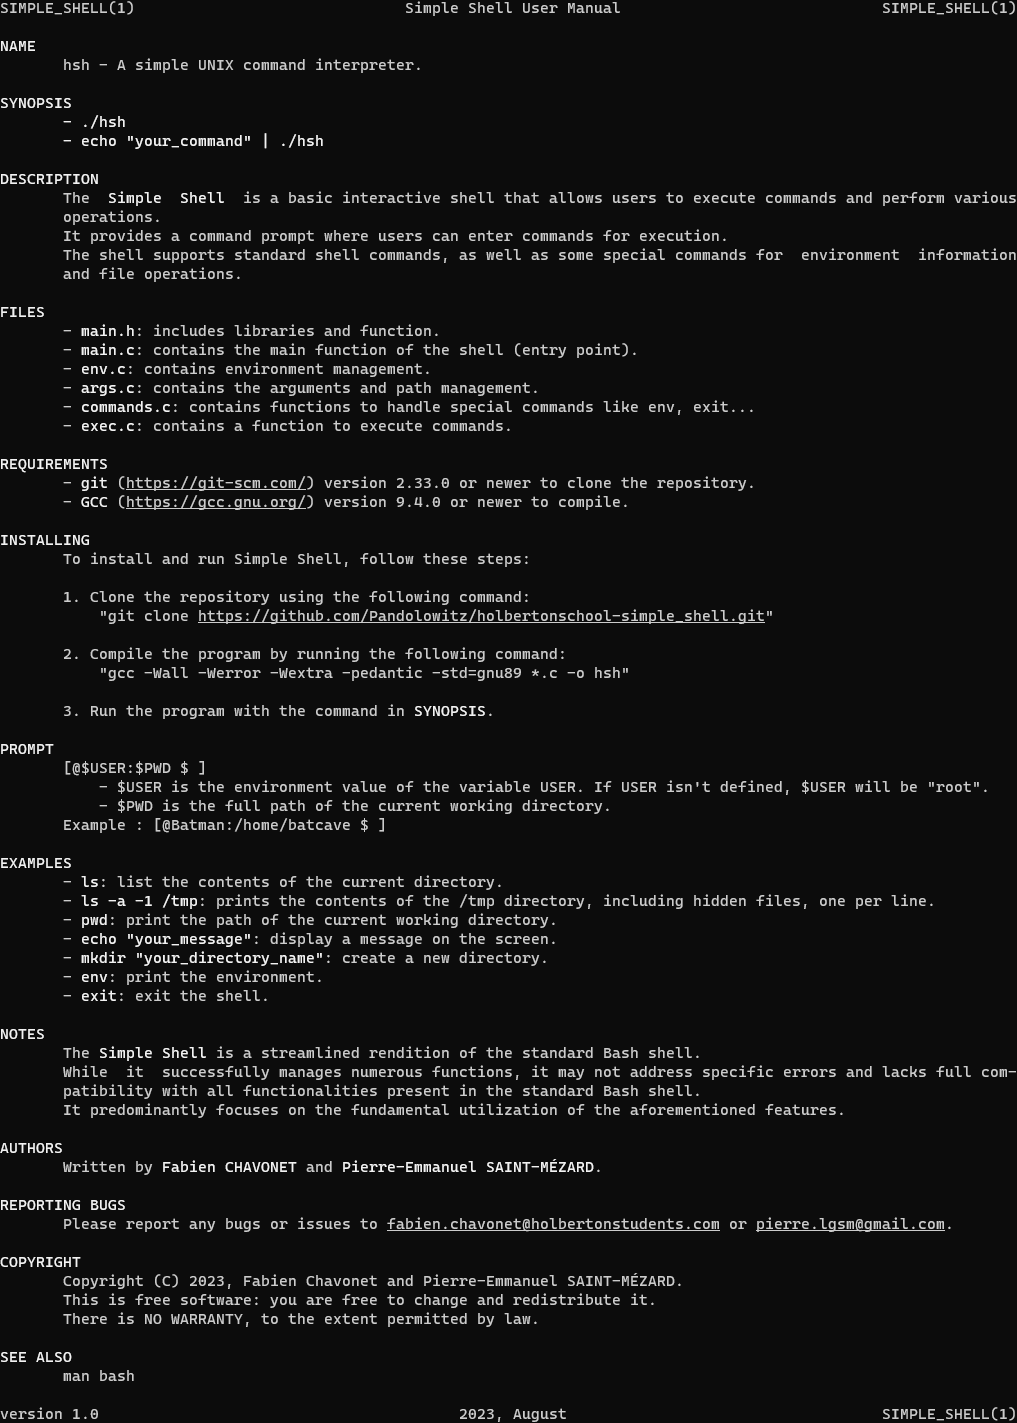 SIMPLE_SHELL(1) Simple Shell User Manual SIMPLE_SHELL(1)
NAME
hsh - A simple UNIX command interpreter.
SYNOPSIS
- ./hsh
- echo "your_command" | ./hsh
DESCRIPTION
The Simple Shell is a basic interactive shell that allows users to execute commands and perform various
operations.
It provides a command prompt where users can enter commands for execution.
The shell supports standard shell commands, as well as some special commands for environment information
and file operations.
FILES
- main.h: includes libraries and function.
- main.c: contains the main function of the shell (entry point).
- env.c: contains environment management.
- args.c: contains the arguments and path management.
- commands.c: contains functions to handle special commands like env, exit...
- exec.c: contains a function to execute commands.
REQUIREMENTS
- git (https://git-scm.com/) version 2.33.0 or newer to clone the repository.
- GCC (https://gcc.gnu.org/) version 9.4.0 or newer to compile.
INSTALLING
To install and run Simple Shell, follow these steps:
1. Clone the repository using the following command:
"git clone https://github.com/Pandolowitz/holbertonschool-simple_shell.git"
2. Compile the program by running the following command:
"gcc -Wall -Werror -Wextra -pedantic -std=gnu89 *.c -o hsh"
3. Run the program with the command in SYNOPSIS.
PROMPT
[@$USER:$PWD $ ]
- $USER is the environment value of the variable USER. If USER isn't defined, $USER will be "root".
- $PWD is the full path of the current working directory.
Example : [@Batman:/home/batcave $ ]
EXAMPLES
- ls: list the contents of the current directory.
- ls -a -1 /tmp: prints the contents of the /tmp directory, including hidden files, one per line.
- pwd: print the path of the current working directory.
- echo "your_message": display a message on the screen.
- mkdir "your_directory_name": create a new directory.
- env: print the environment.
- exit: exit the shell.
NOTES
The Simple Shell is a streamlined rendition of the standard Bash shell.
While it successfully manages numerous functions, it may not address specific errors and lacks full com-
patibility with all functionalities present in the standard Bash shell.
It predominantly focuses on the fundamental utilization of the aforementioned features.
AUTHORS
Written by Fabien CHAVONET and Pierre-Emmanuel SAINT-MÉZARD.
REPORTING BUGS
Please report any bugs or issues to fabien.chavonet@holbertonstudents.com or pierre.lgsm@gmail.com.
COPYRIGHT
Copyright (C) 2023, Fabien Chavonet and Pierre-Emmanuel SAINT-MÉZARD.
This is free software: you are free to change and redistribute it.
There is NO WARRANTY, to the extent permitted by law.
SEE ALSO
man bash
version 1.0 2023, August SIMPLE_SHELL(1)